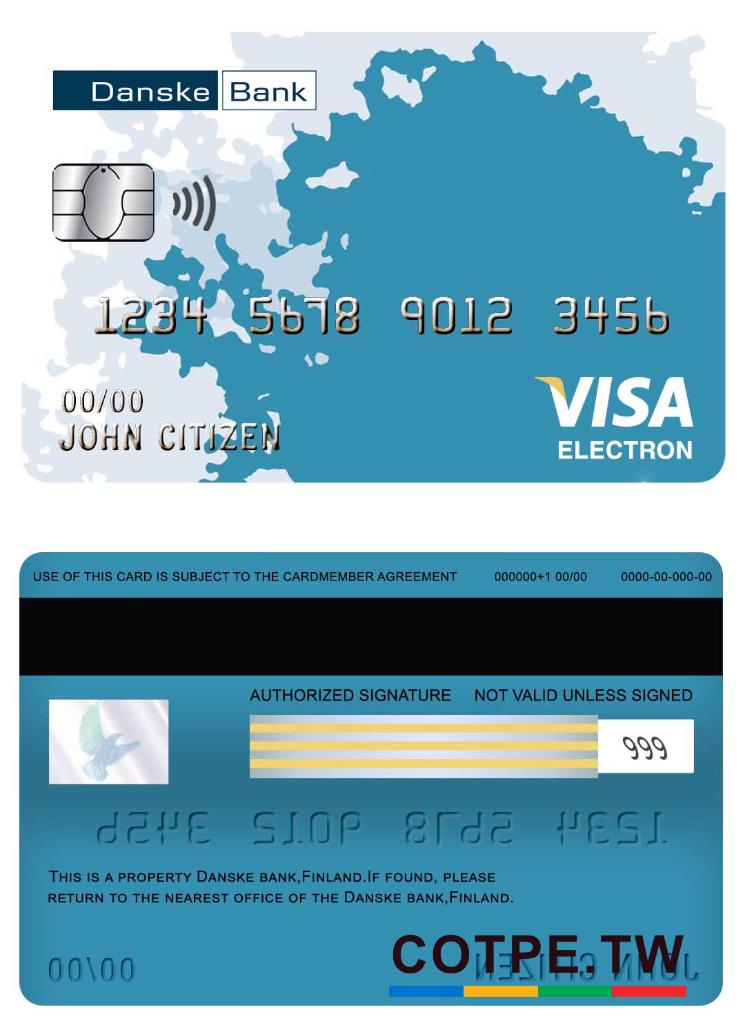 Danske Bank
1234 5678 9012 3456
00/00
JOHN CITIZEN
VISA
ELECTRON
USE OF THIS CARD IS SUBJECT TO THE CARDMEMBER AGREEMENT 000000+1 00/00 0000-00-000-00
AUTHORIZED SIGNATURE NOT VALID UNLESS SIGNED
999
1234 5678 9012 3456
THIS IS A PROPERTY DANSKE BANK,FINLAND.IF FOUND, PLEASE
RETURN TO THE NEAREST OFFICE OF THE DANSKE BANK,FINLAND.
COTPE.TW
00/00 JOHN CITIZEN